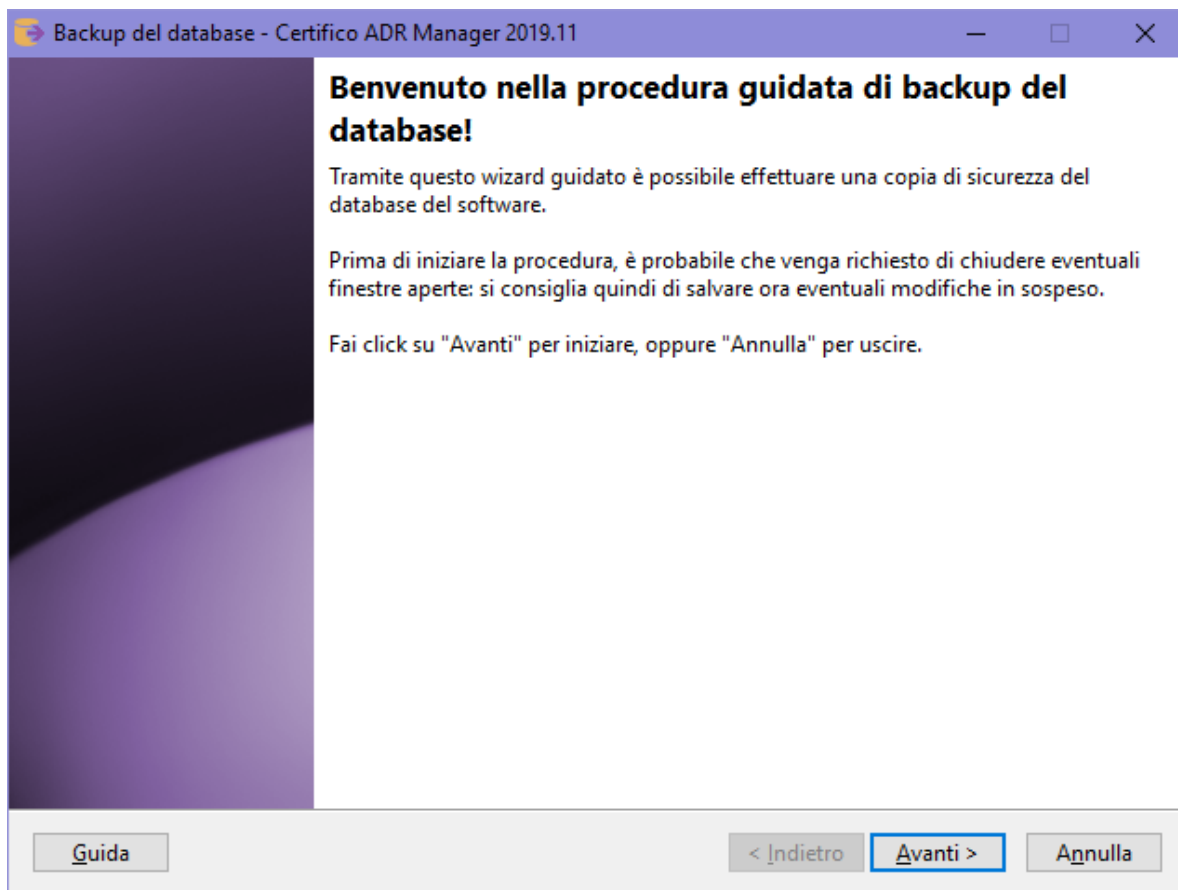 Backup del database - Certifico ADR Manager 2019.11
Benvenuto nella procedura guidata di backup del
database!
Tramite questo wizard guidato è possibile effettuare una copia di sicurezza del
database del software.
Prima di iniziare la procedura, è probabile che venga richiesto di chiudere eventuali
finestre aperte: si consiglia quindi di salvare ora eventuali modifiche in sospeso.
Fai click su "Avanti" per iniziare, oppure "Annulla" per uscire.
Guida
< Indietro
Avanti >
Annulla